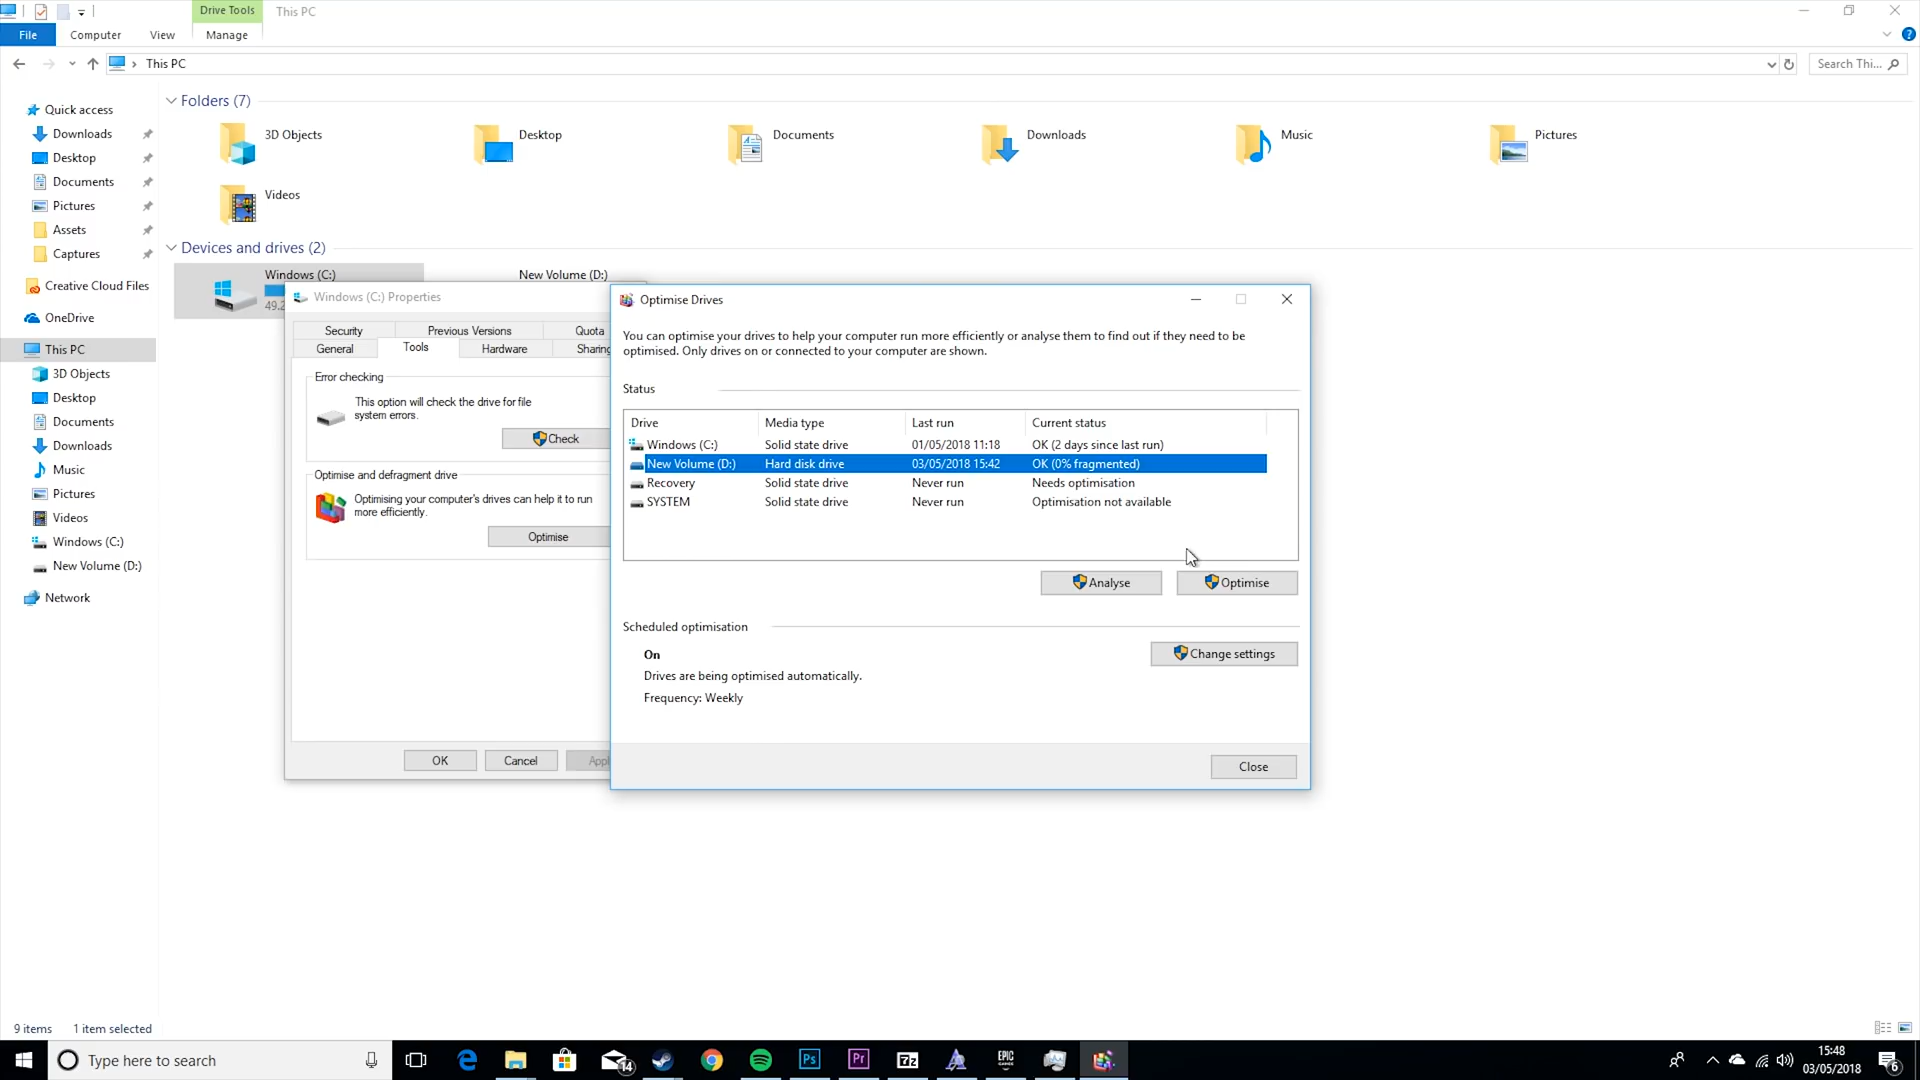 Drive Tools
This PC
File
Computer
View
Manage
This PC
Search Thi...
Quick access
Downloads
Desktop
Documents
Pictures
Assets
Captures
Creative Cloud Files
OneDrive
This PC
3D Objects
Desktop
Documents
Downloads
Music
Pictures
Videos
Windows (C:)
New Volume (D:)
Network
Folders (7)
3D Objects
Desktop
Documents
Downloads
Music
Pictures
Videos
Devices and drives (2)
Windows (C:)
49.2
New Volume (D:)
Windows (C:) Properties
Security
Previous Versions
Quota
General
Tools
Hardware
Sharing
Error checking
This option will check the drive for file
system errors.
Check
Optimise and defragment drive
Optimising your computer's drives can help it to run
more efficiently.
Optimise
OK
Cancel
Appl
Optimise Drives
You can optimise your drives to help your computer run more efficiently or analyse them to find out if they need to be
optimised. Only drives on or connected to your computer are shown.
Status
Drive Media type Last run Current status
Windows (C:) Solid state drive 01/05/2018 11:18 OK (2 days since last run)
New Volume (D:) Hard disk drive 03/05/2018 15:42 OK (0% fragmented)
Recovery Solid state drive Never run Needs optimisation
SYSTEM Solid state drive Never run Optimisation not available
Analyse
Optimise
Scheduled optimisation
On
Change settings
Drives are being optimised automatically.
Frequency: Weekly
Close
9 items
1 item selected
Type here to search
14
Ps
Pr
7z
EPIC
GAMES
15:48
03/05/2018
6